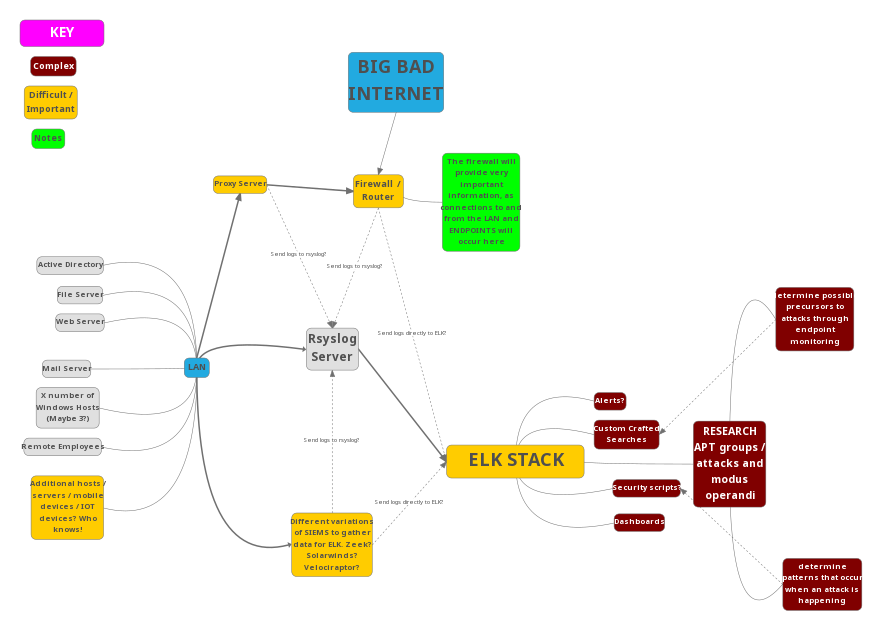 KEY
Complex
Difficult /
Important
Notes
BIG BAD
INTERNET
Proxy Server
Firewall /
Router
The firewall will
provide very
important
information, as
connections to and
from the LAN and
ENDPOINTS will
occur here
Send logs to rsyslog?
Send logs to rsyslog?
Send logs directly to ELK?
Active Directory
File Server
Web Server
Mail Server
X number of
Windows Hosts
(Maybe 3?)
Remote Employees
Additional hosts /
servers / mobile
devices / IOT
devices? Who
knows!
LAN
Rsyslog
Server
Send logs to rsyslog?
Send logs directly to ELK?
Different variations
of SIEMS to gather
data for ELK. Zeek?
Solarwinds?
Velociraptor?
ELK STACK
Alerts?
Custom Crafted
Searches
Security scripts?
Dashboards
RESEARCH
APT groups /
attacks and
modus
operandi
etermine possibl
precursors to
attacks through
endpoint
monitoring
determine
patterns that occur
when an attack is
happening